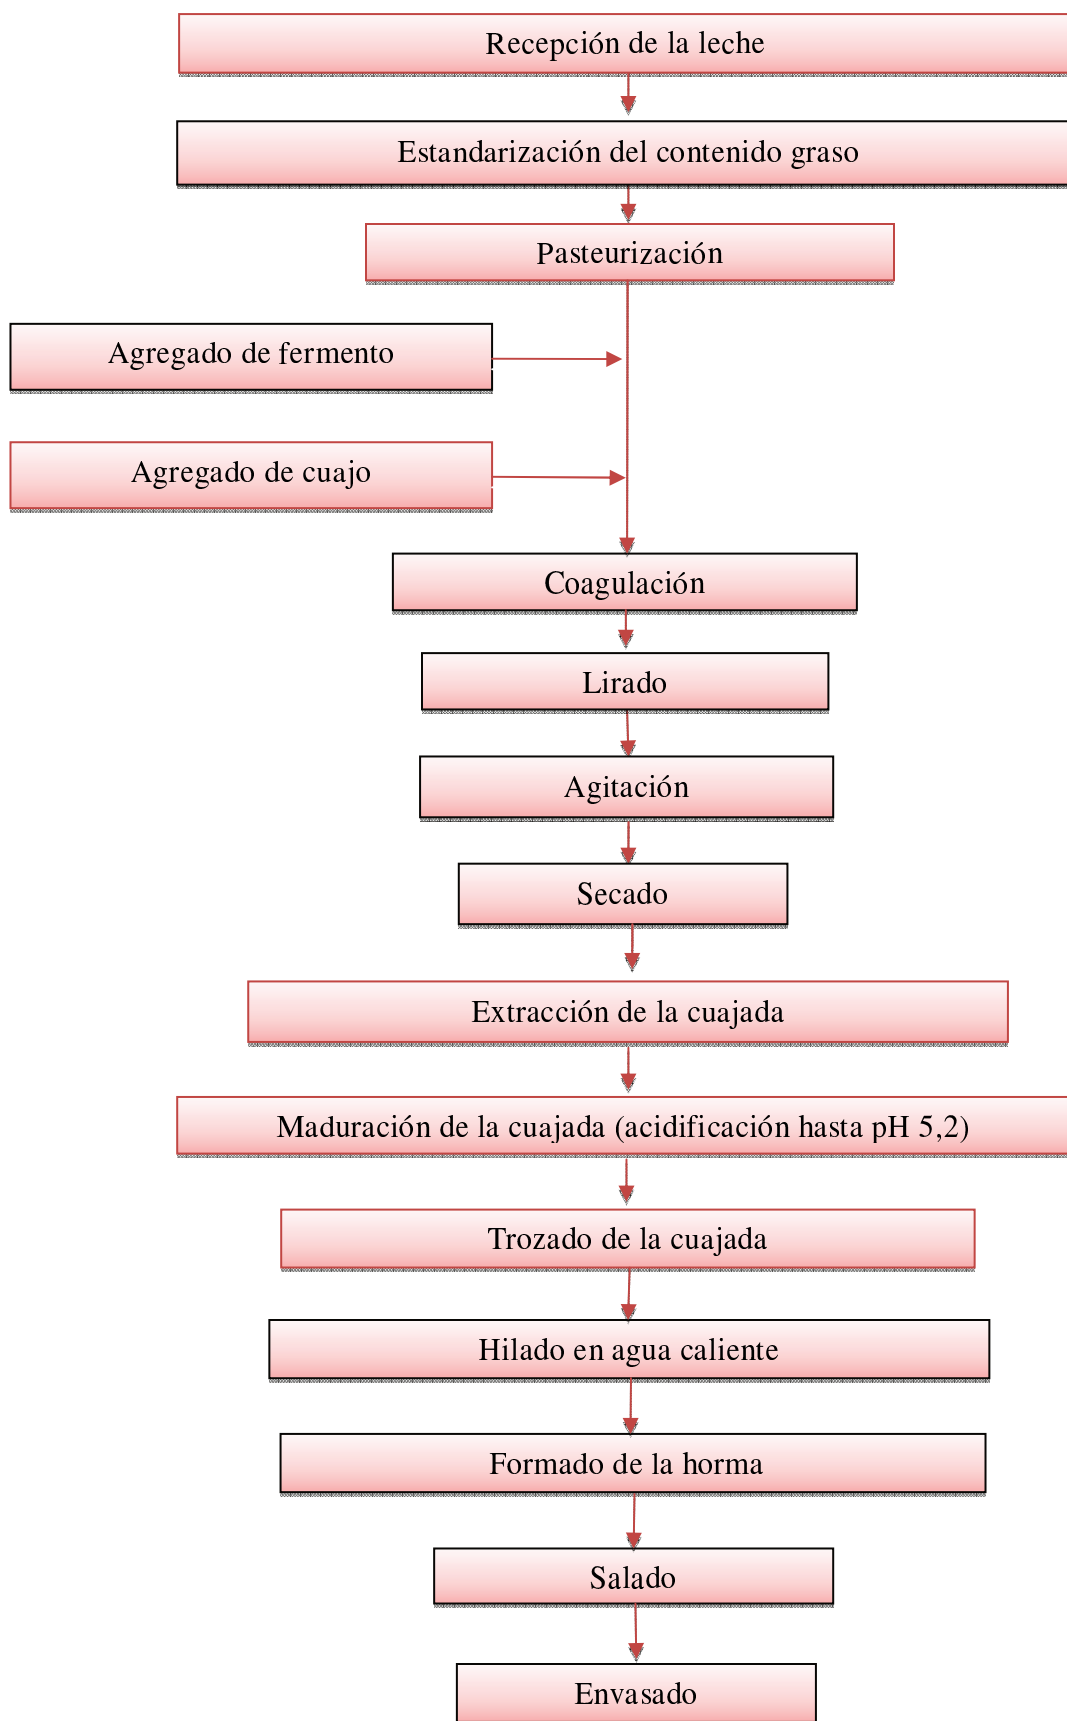 Recepción de la leche
Estandarización del contenido graso
Pasteurización
Agregado de fermento
Agregado de cuajo
Coagulación
Lirado
Agitación
Secado
Extracción de la cuajada
Maduración de la cuajada (acidificación hasta pH 5,2)
Trozado de la cuajada
Hilado en agua caliente
Formado de la horma
Salado
Envasado